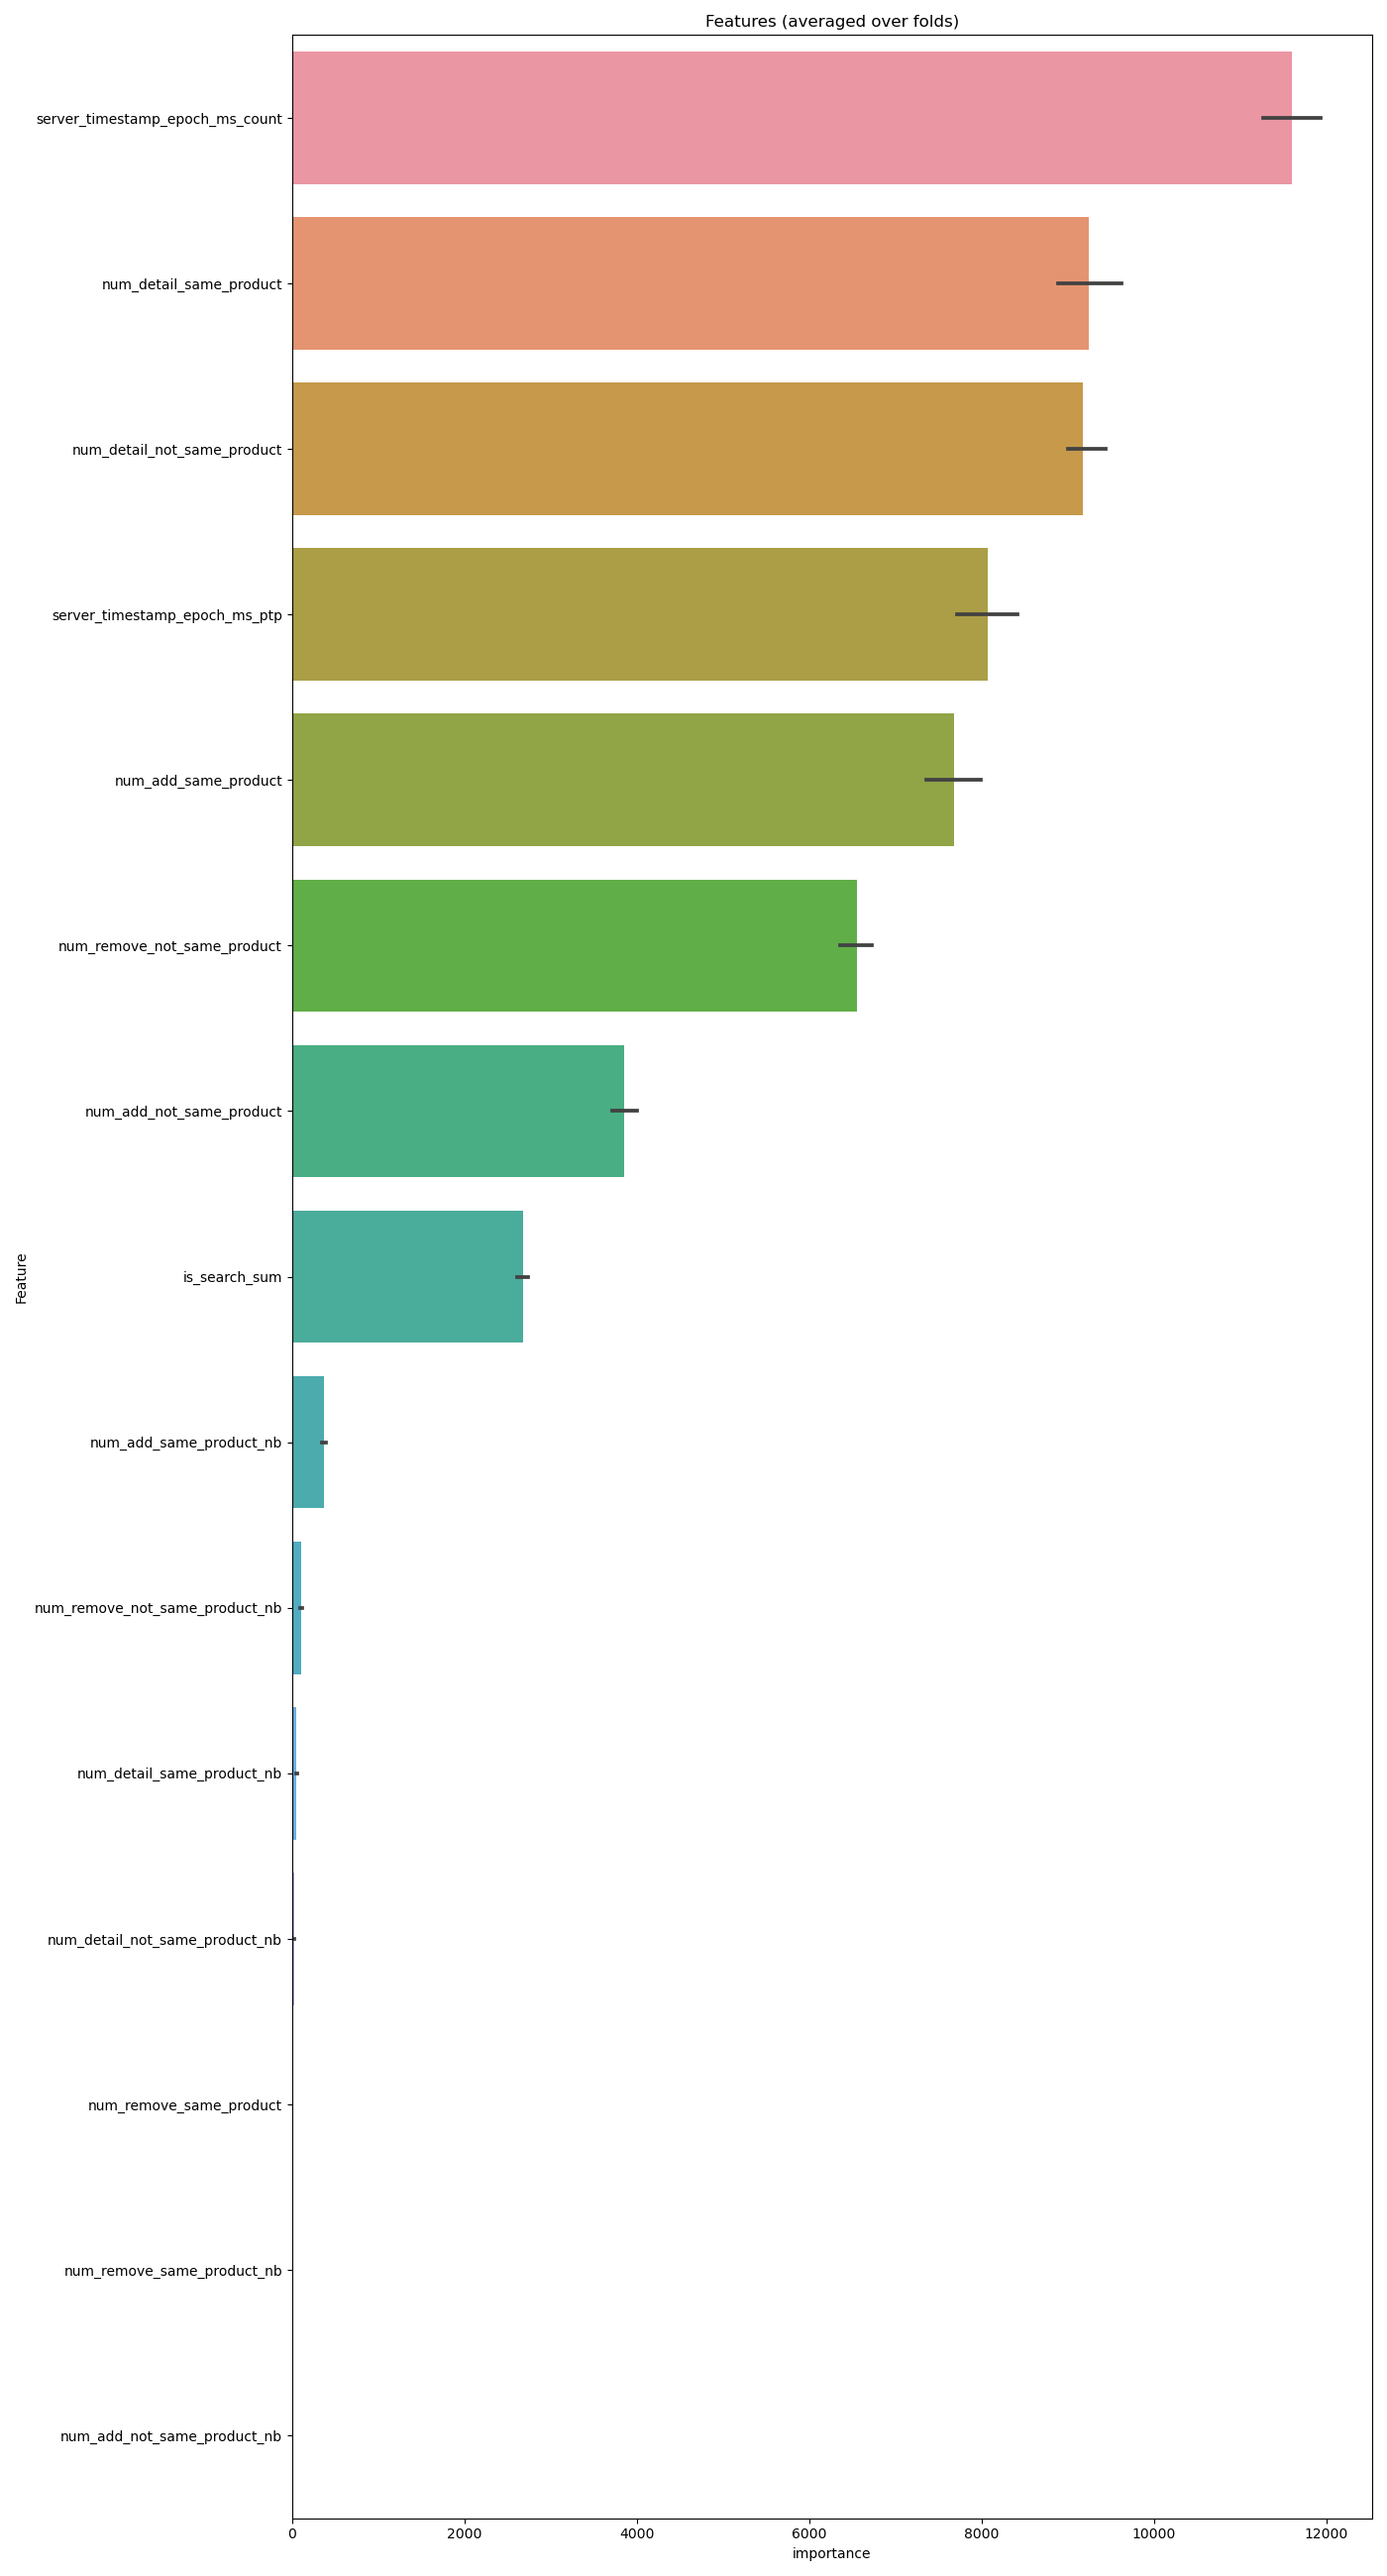 Features (averaged over folds)
server_timestamp_epoch_ms_count
num_detail_same_product
num_detail_not_same_product
server_timestamp_epoch_ms_ptp
num_add_same_product
num_remove_not_same_product
num_add_not_same_product
Feature
is_search_sum
num_add_same_product_nb
num_remove_not_same_product_nb
num_detail_same_product_nb
num_detail_not_same_product_nb
num_remove_same_product
num_remove_same_product_nb
num_add_not_same_product_nb
0 2000 4000 6000 8000 10000 12000
importance